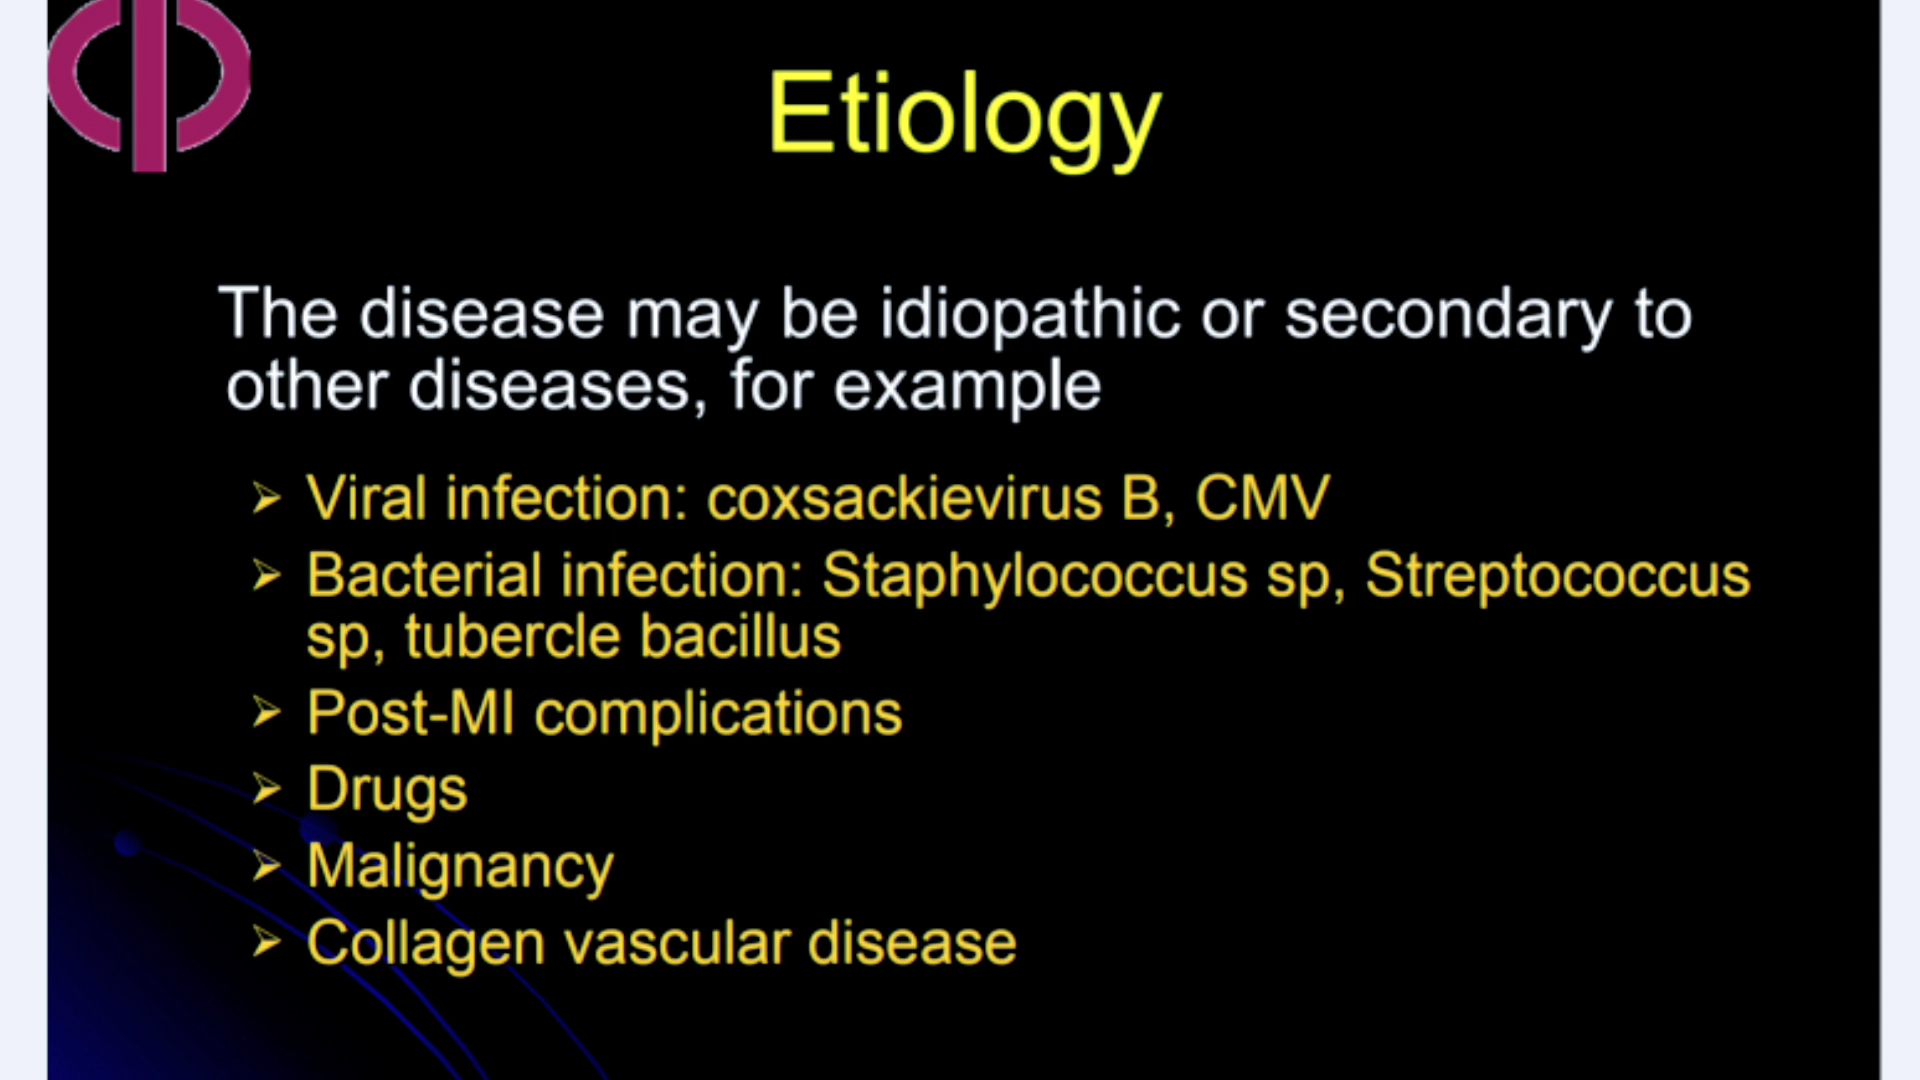 Etiology
The disease may be idiopathic or secondary to
other diseases, for example
➢ Viral infection: coxsackievirus B, CMV
➢ Bacterial infection: Staphylococcus sp, Streptococcus
sp, tubercle bacillus
➢ Post-MI complications
➢ Drugs
➢ Malignancy
➢ Collagen vascular disease